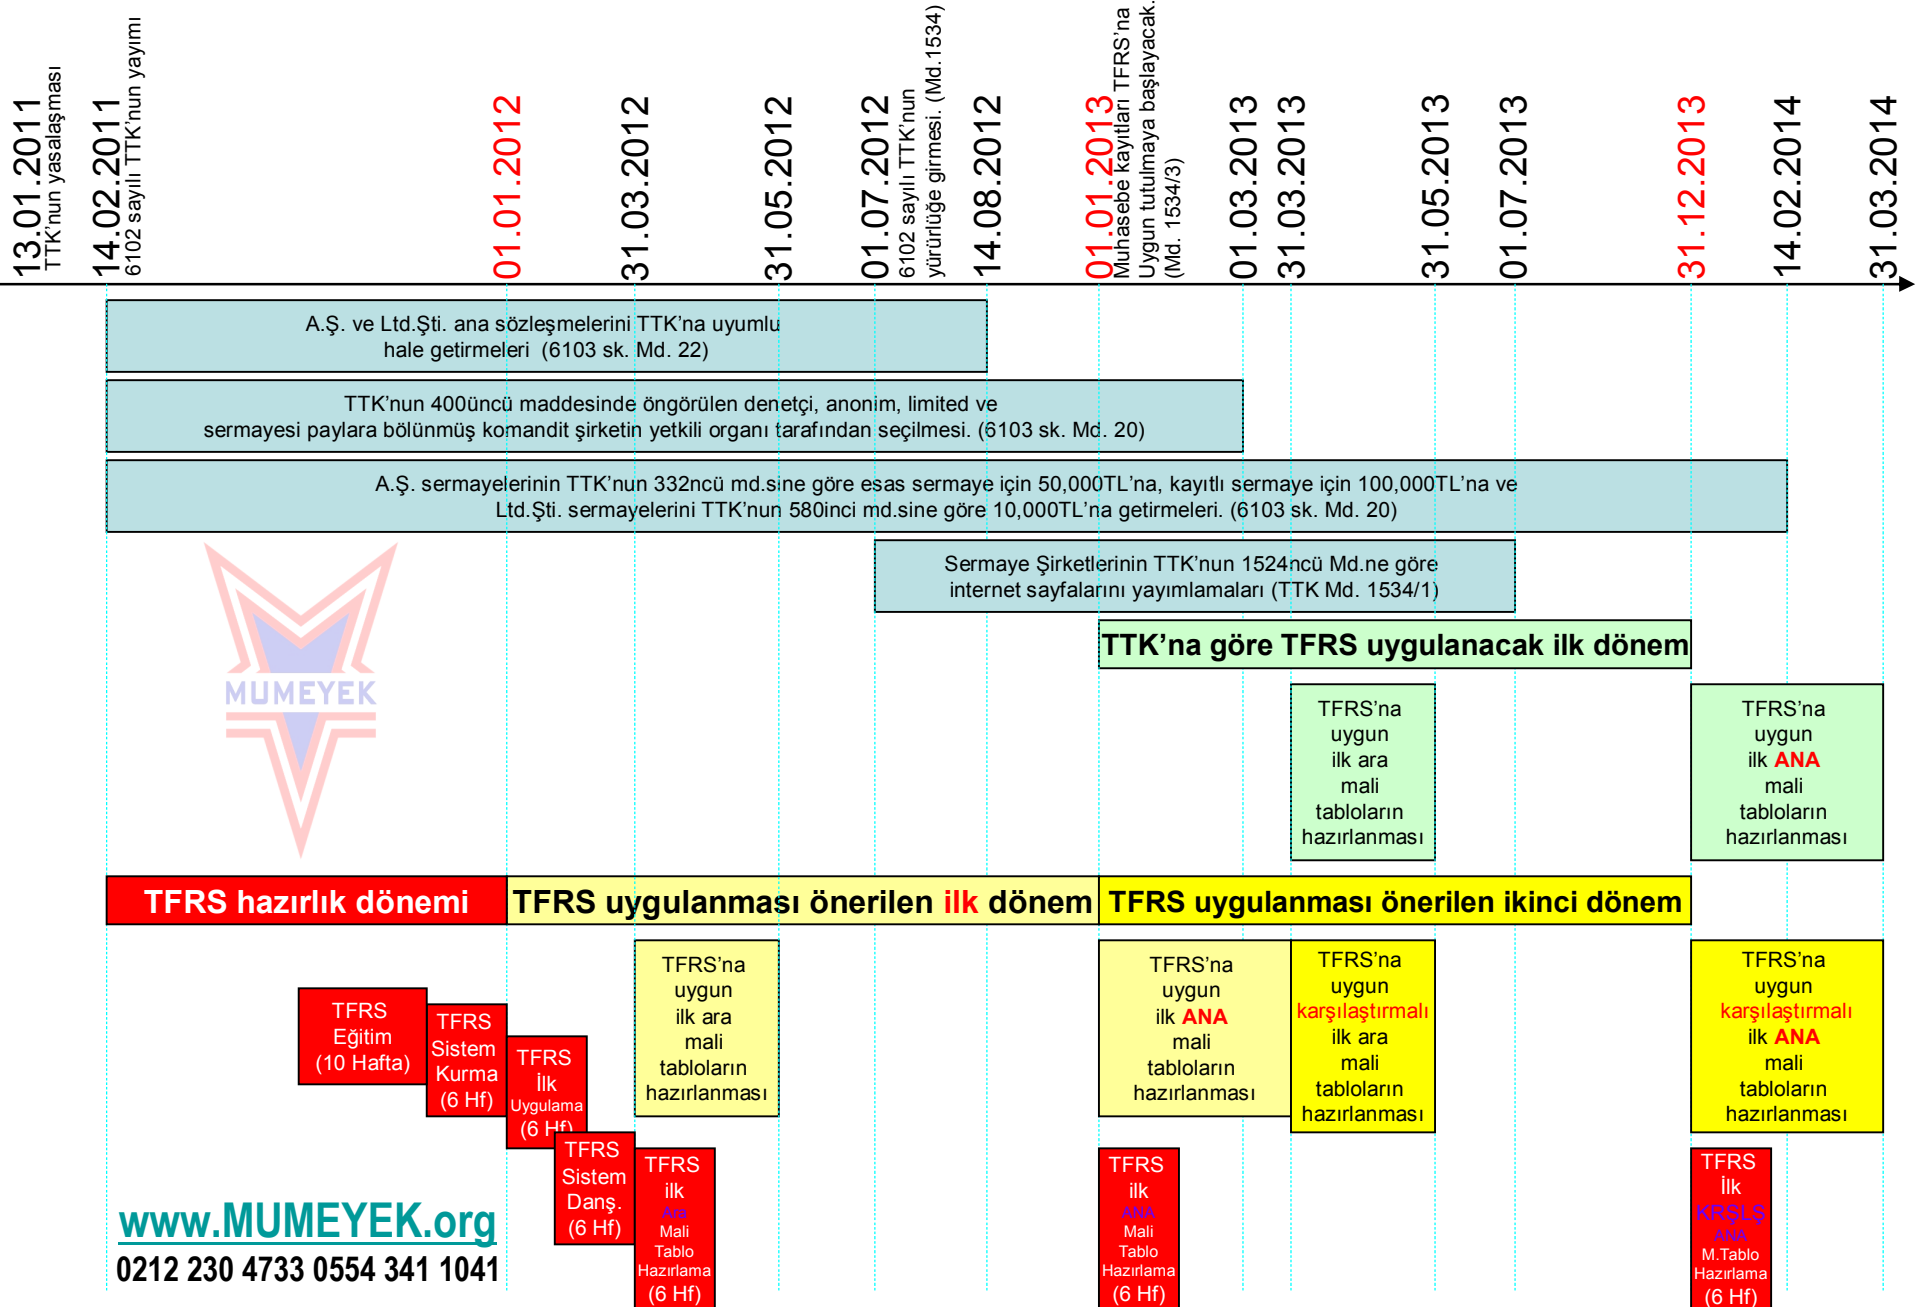 13.01.2011
TTK'nun yasalaşması
14.02.2011
6102 sayılı TTK'nun yayımı
01.01.2012
31.03.2012
31.05.2012
01.07.2012
6102 sayılı TTK'nun
yürürlüğe girmesi. (Md.1534)
14.08.2012
01.01.2013
Muhasebe kayıtları TFRS'na
Uygun tutulmaya başlayacak.
(Md. 1534/3)
01.03.2013
31.03.2013
31.05.2013
01.07.2013
31.12.2013
14.02.2014
31.03.2014
A.Ş. ve Ltd.Şti. ana sözleşmelerini TTK'na uyumlu
hale getirmeleri (6103 sk. Md. 22)
TTK'nun 400üncü maddesinde öngörülen denetçi, anonim, limited ve
sermayesi paylara bölünmüş komandit şirketin yetkili organı tarafından seçilmesi. (6103 sk. Md. 20)
A.Ş. sermayelerinin TTK'nun 332ncü md.sine göre esas sermaye için 50,000TL'na, kayıtlı sermaye için 100,000TL'na ve
Ltd.Şti. sermayelerini TTK'nun 580inci md.sine göre 10,000TL'na getirmeleri. (6103 sk. Md. 20)
Sermaye Şirketlerinin TTK'nun 1524ncü Md.ne göre
internet sayfalarını yayımlamaları (TTK Md. 1534/1)
TTK'na göre TFRS uygulanacak ilk dönem
MUMEYEK
TFRS'na
uygun
ilk ara
mali
tabloların
hazırlanması
TFRS'na
uygun
ilk ANA
mali
tabloların
hazırlanması
TFRS hazırlık dönemi
TFRS uygulanması önerilen ilk dönem
TFRS uygulanması önerilen ikinci dönem
TFRS'na
uygun
ilk ara
mali
tabloların
hazırlanması
TFRS'na
uygun
ilk ANA
mali
tabloların
hazırlanması
TFRS'na
uygun
karşılaştırmalı
ilk ara
mali
tabloların
hazırlanması
TFRS'na
uygun
karşılaştırmalı
ilk ANA
mali
tabloların
hazırlanması
TFRS
Eğitim
(10 Hafta)
TFRS
Sistem
Kurma
(6 Hf)
TFRS
İlk
Uygulama
(6 Hf)
TFRS
Sistem
Danş.
(6 Hf)
TFRS
ilk
Ara
Mali
Tablo
Hazırlama
(6 Hf)
TFRS
ilk
ANA
Mali
Tablo
Hazırlama
(6 Hf)
TFRS
İlk
KRŞLŞ
ANA
M.Tablo
Hazırlama
(6 Hf)
www.MUMEYEK.org
0212 230 4733 0554 341 1041